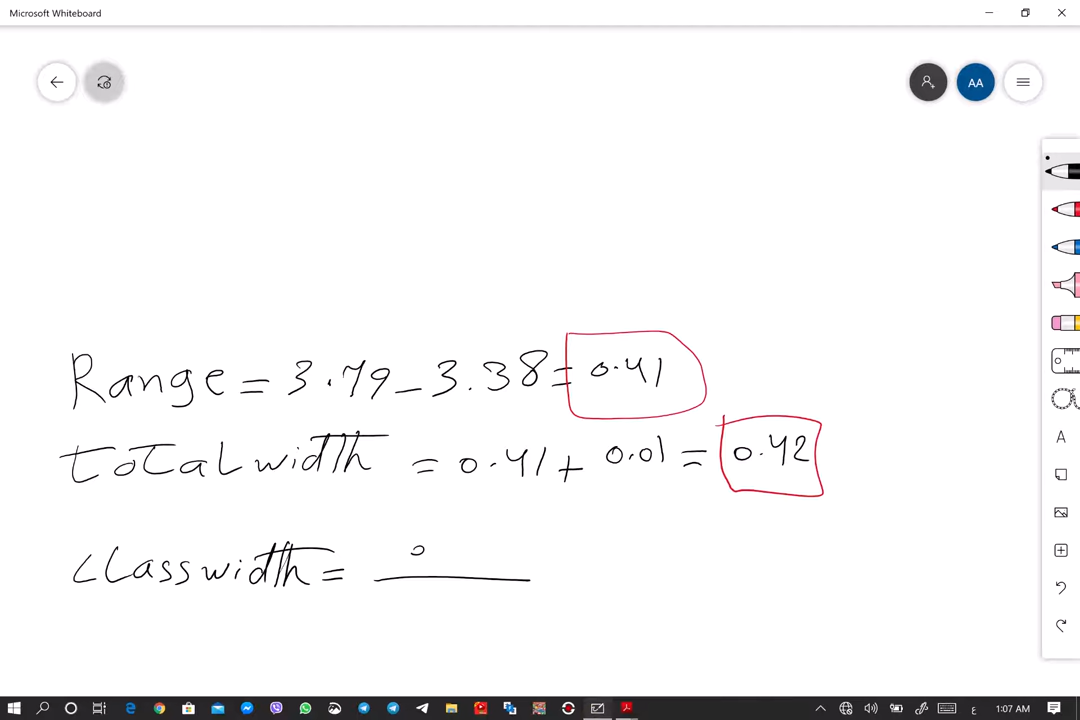 Microsoft Whiteboard
AA
Range = 3.79 - 3.38 = 0.41
total width = 0.41 + 0.01 = 0.42
class width =
A
ع
1:07 AM